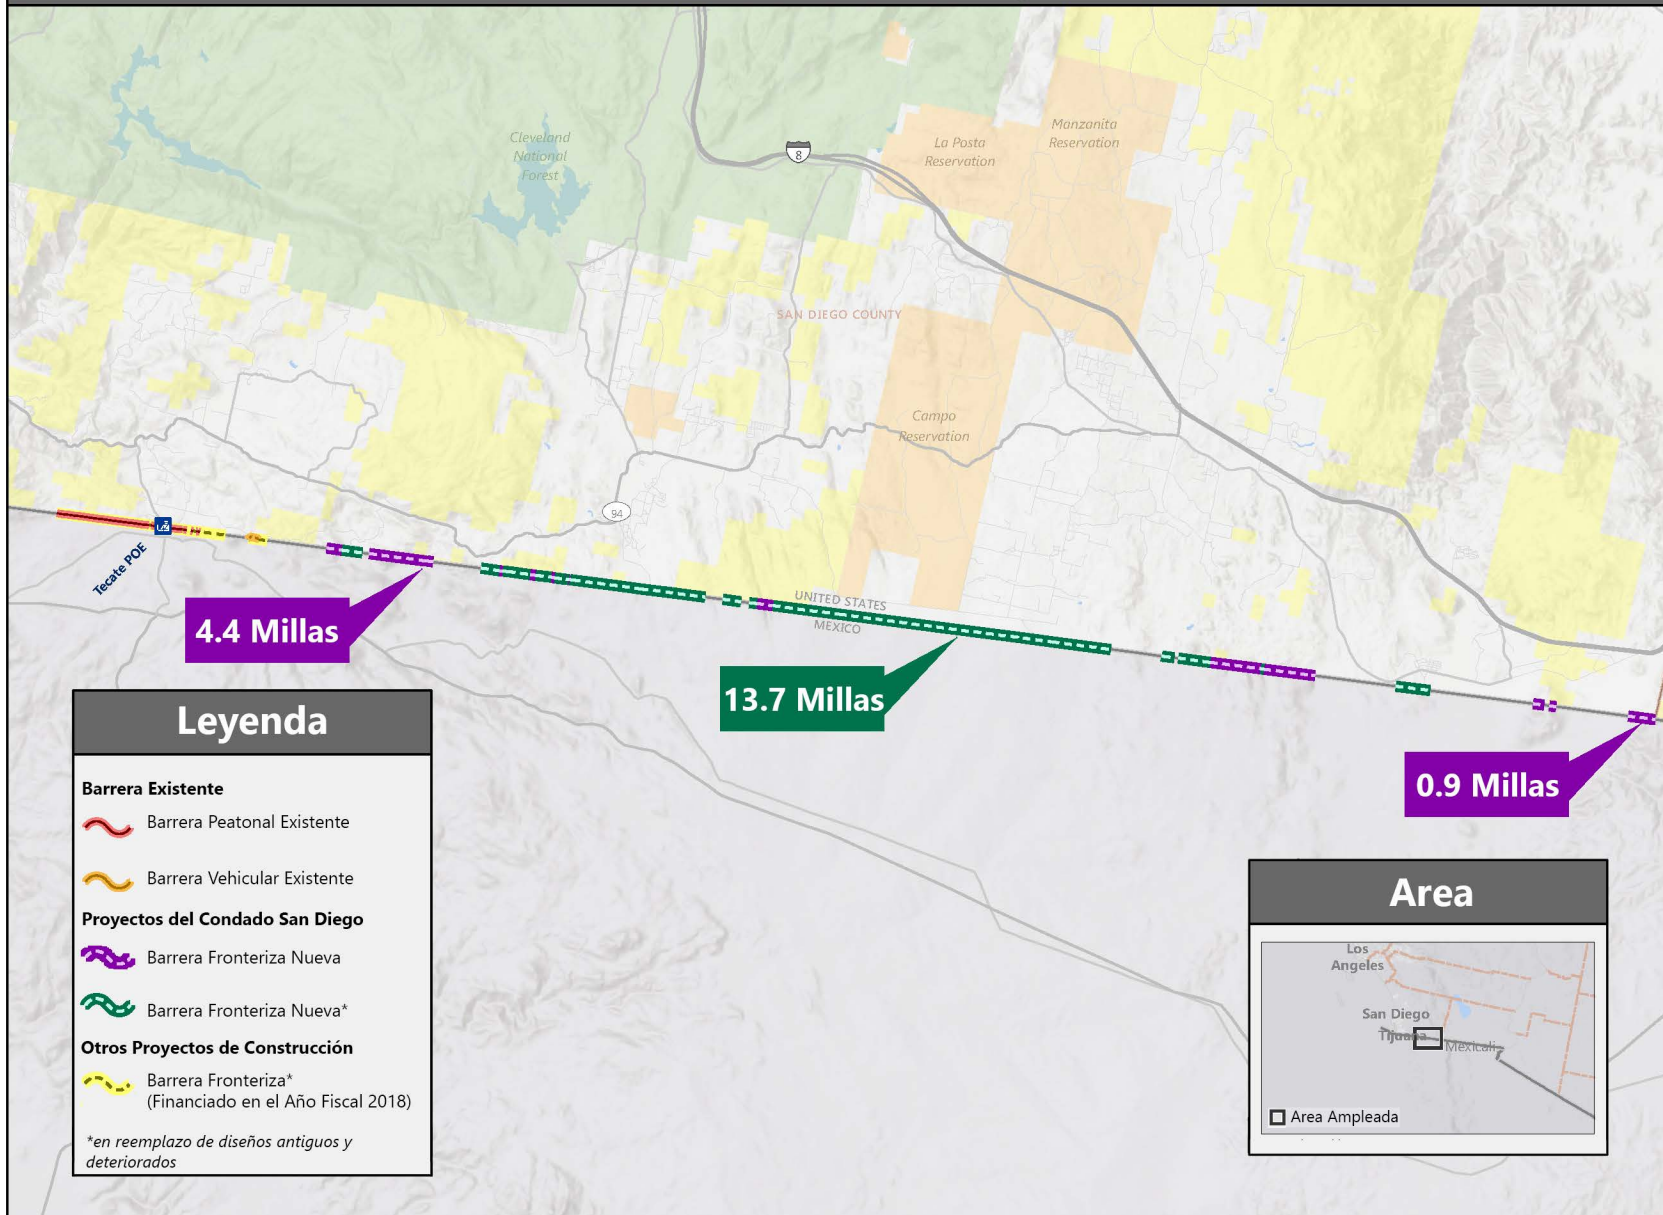 Cleveland
National
Forest
8
La Posta
Reservation
Manzanita
Reservation
SAN DIEGO COUNTY
Campo
Reservation
94
Tecate POE
UNITED STATES
MEXICO
4.4 Millas
13.7 Millas
0.9 Millas
Leyenda
Barrera Existente
Barrera Peatonal Existente
Barrera Vehicular Existente
Proyectos del Condado San Diego
Barrera Fronteriza Nueva
Barrera Fronteriza Nueva*
Otros Proyectos de Construcción
Barrera Fronteriza*
(Financiado en el Año Fiscal 2018)
*en reemplazo de diseños antiguos y
deteriorados
Area
Los
Angeles
San Diego
Tijuana
Mexicali
Area Ampleada